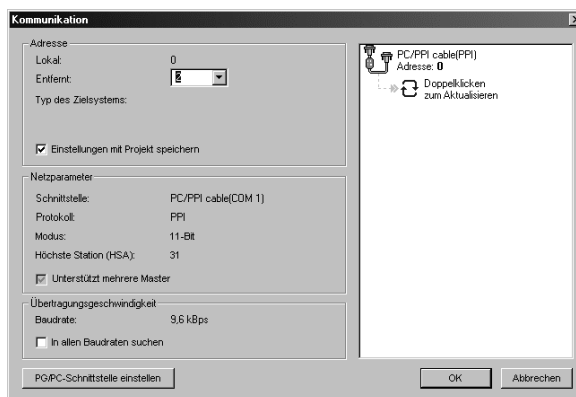 Kommunikation
Adresse
Lokal: 0
Entfernt: 2
Typ des Zielsystems:
Einstellungen mit Projekt speichern
Netzparameter
Schnittstelle: PC/PPI cable(COM 1)
Protokoll: PPI
Modus: 11-Bit
Höchste Station (HSA): 31
Unterstützt mehrere Master
Übertragungsgeschwindigkeit
Baudrate: 9,6 kBps
In allen Baudraten suchen
PG/PC-Schnittstelle einstellen
PC/PPI cable(PPI)
Adresse: 0
Doppelklicken
zum Aktualisieren
OK
Abbrechen